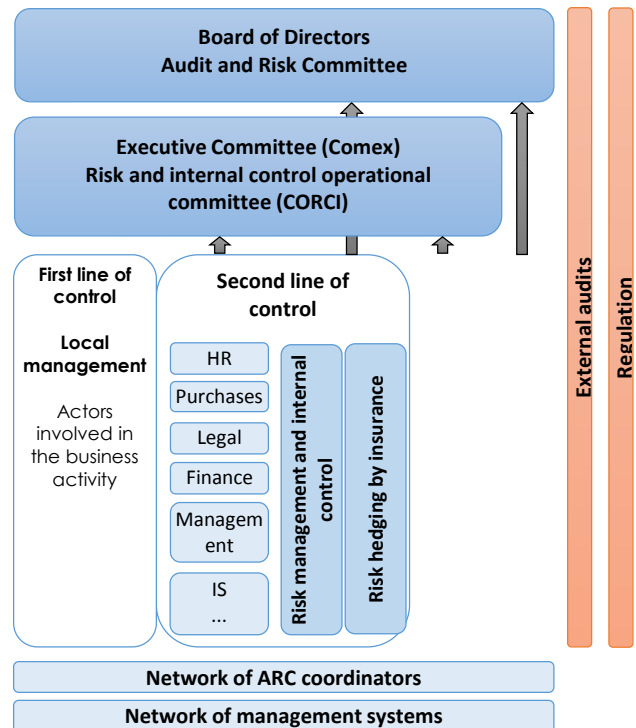 Board of Directors
Audit and Risk Committee
Executive Committee (Comex)
Risk and internal control operational
committee (CORCI)
First line of
control
Local
management
Actors
involved in
the business
activity
Second line of
control
HR
Purchases
Legal
Finance
Managem
ent
IS
...
Risk management and internal
control
Risk hedging by insurance
External audits
Regulation
Network of ARC coordinators
Network of management systems